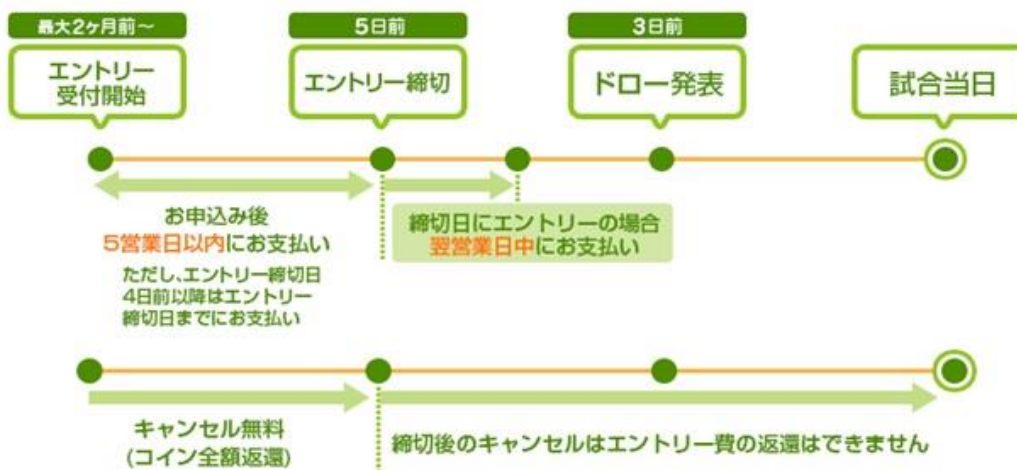 最大2ヶ月前～
エントリー
受付開始
5日前
エントリー締切
3日前
ドロー発表
試合当日
お申込み後
5営業日以内にお支払い
ただし、エントリー締切日
4日前以降はエントリー
締切日までにお支払い
締切日にエントリーの場合
翌営業日中にお支払い
キャンセル無料
(コイン全額返還)
締切後のキャンセルはエントリー費の返還はできません